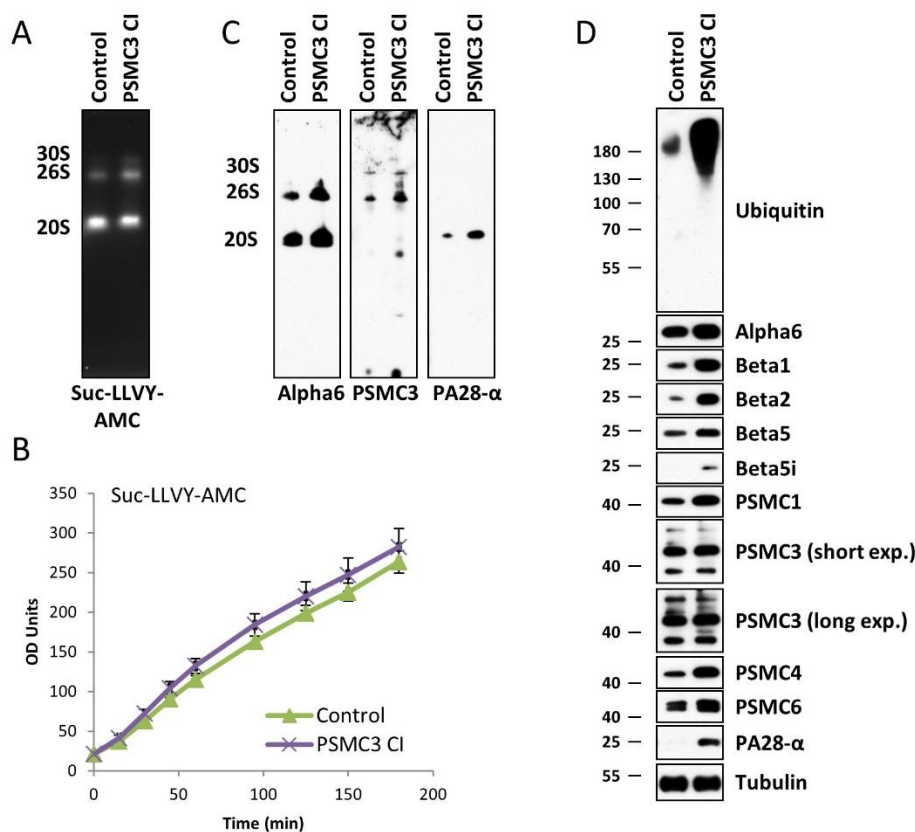 A
Control
PSMC3 CI
30S
26S
20S
Suc-LLVY-
AMC
B
Suc-LLVY-AMC
350
300
250
200
150
100
50
0
OD Units
Control
PSMC3 CI
0
50
100
150
200
Time (min)
C
Control
PSMC3 CI
Control
PSMC3 CI
Control
PSMC3 CI
30S
26S
20S
Alpha6
PSMC3
PA28-α
D
Control
PSMC3 CI
180
130
100
70
55
Ubiquitin
25
Alpha6
25
Beta1
25
Beta2
25
Beta5
25
Beta5i
40
PSMC1
40
PSMC3 (short exp.)
40
PSMC3 (long exp.)
40
PSMC4
40
PSMC6
25
PA28-α
55
Tubulin